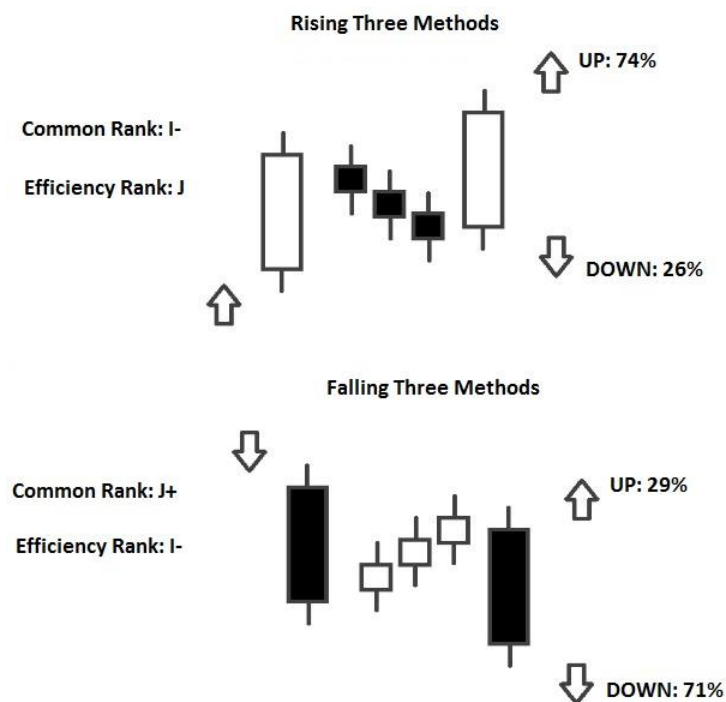 Rising Three Methods
UP: 74%
Common Rank: I-
Efficiency Rank: J
DOWN: 26%
Falling Three Methods
Common Rank: J+
UP: 29%
Efficiency Rank: I-
DOWN: 71%